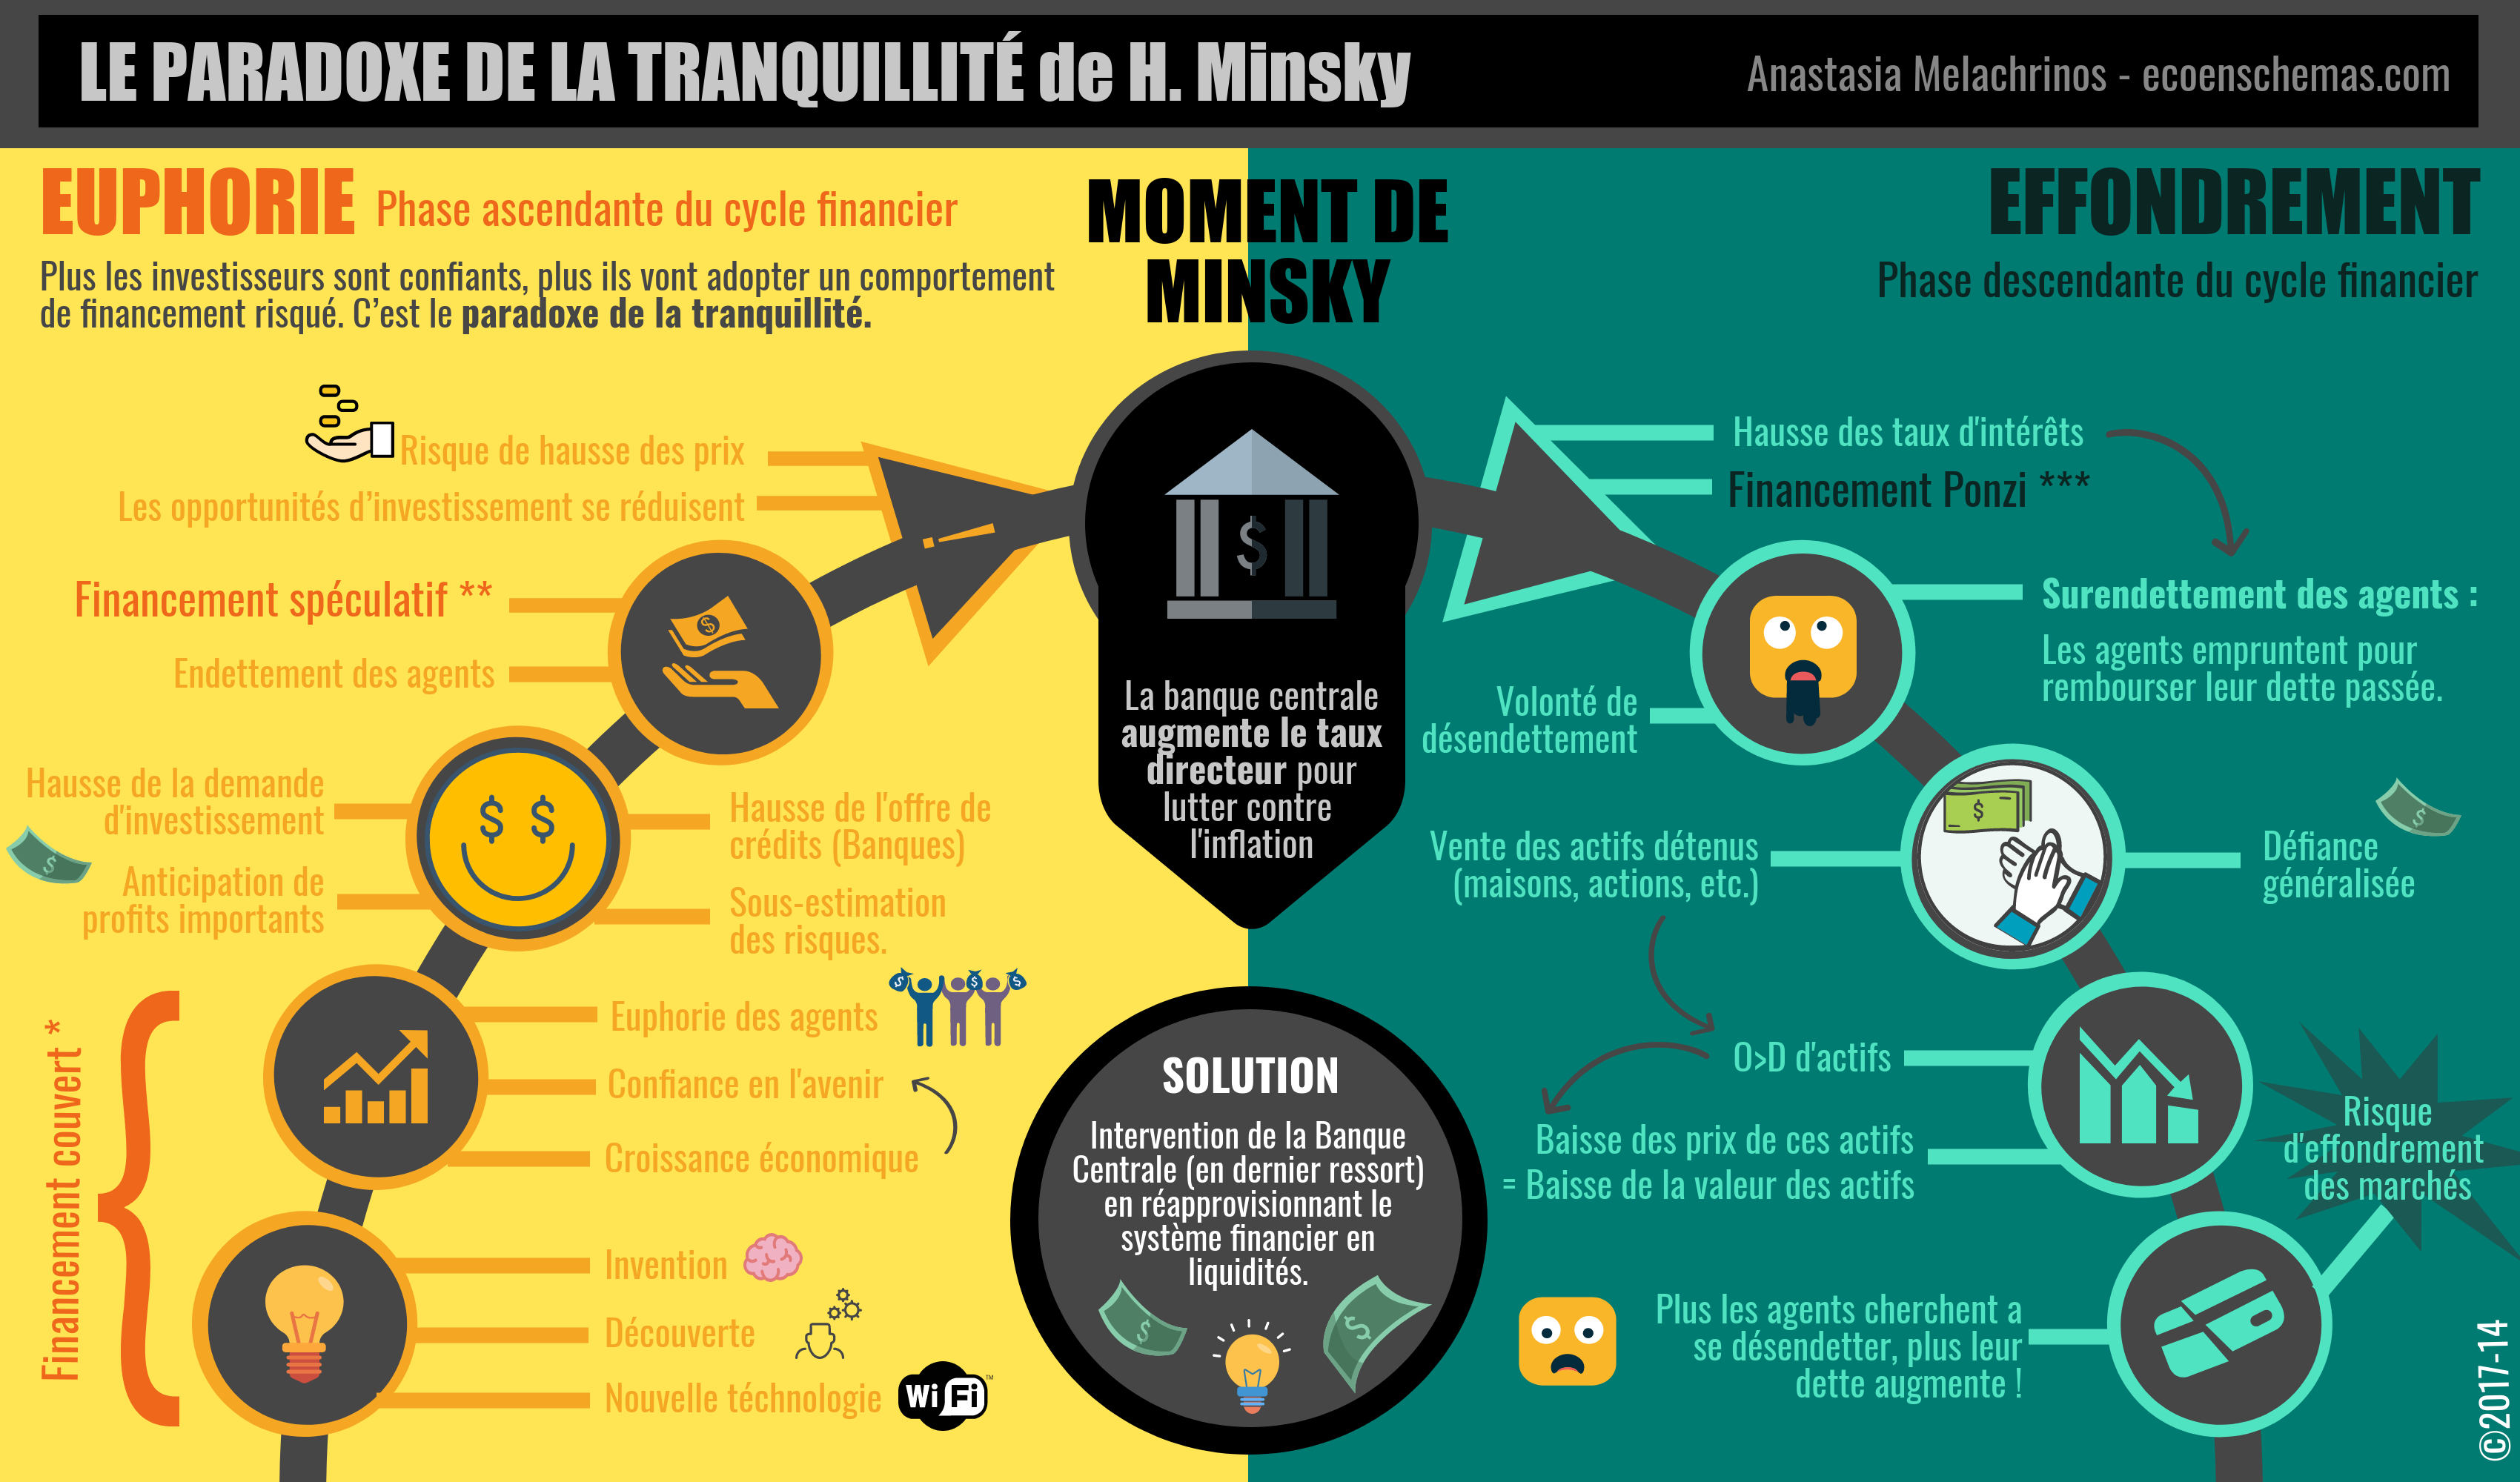 LE PARADOXE DE LA TRANQUILLITÉ de H. Minsky
Anastasia Melachrinos - ecoenschemas.com
EUPHORIE Phase ascendante du cycle financier
Plus les investisseurs sont confiants, plus ils vont adopter un comportement
de financement risqué. C’est le paradoxe de la tranquillité.
Risque de hausse des prix
Les opportunités d’investissement se réduisent
Financement spéculatif **
Endettement des agents
Hausse de la demande
d'investissement
Anticipation de
profits importants
Hausse de l'offre de
crédits (Banques)
Sous-estimation
des risques.
Financement couvert *
Euphorie des agents
Confiance en l'avenir
Croissance économique
Invention
Découverte
Nouvelle téchnologie
Wi Fi ™
MOMENT DE
MINSKY
$
La banque centrale
augmente le taux
directeur pour
lutter contre
l'inflation
SOLUTION
Intervention de la Banque
Centrale (en dernier ressort)
en réapprovisionnant le
système financier en
liquidités.
EFFONDREMENT
Phase descendante du cycle financier
Hausse des taux d'intérêts
Financement Ponzi ***
Surendettement des agents :
Les agents empruntent pour
rembourser leur dette passée.
Volonté de
désendettement
Vente des actifs détenus
(maisons, actions, etc.)
Défiance
généralisée
O>D d'actifs
Baisse des prix de ces actifs
= Baisse de la valeur des actifs
Risque
d'effondrement
des marchés
Plus les agents cherchent a
se désendetter, plus leur
dette augmente !
©2017-14